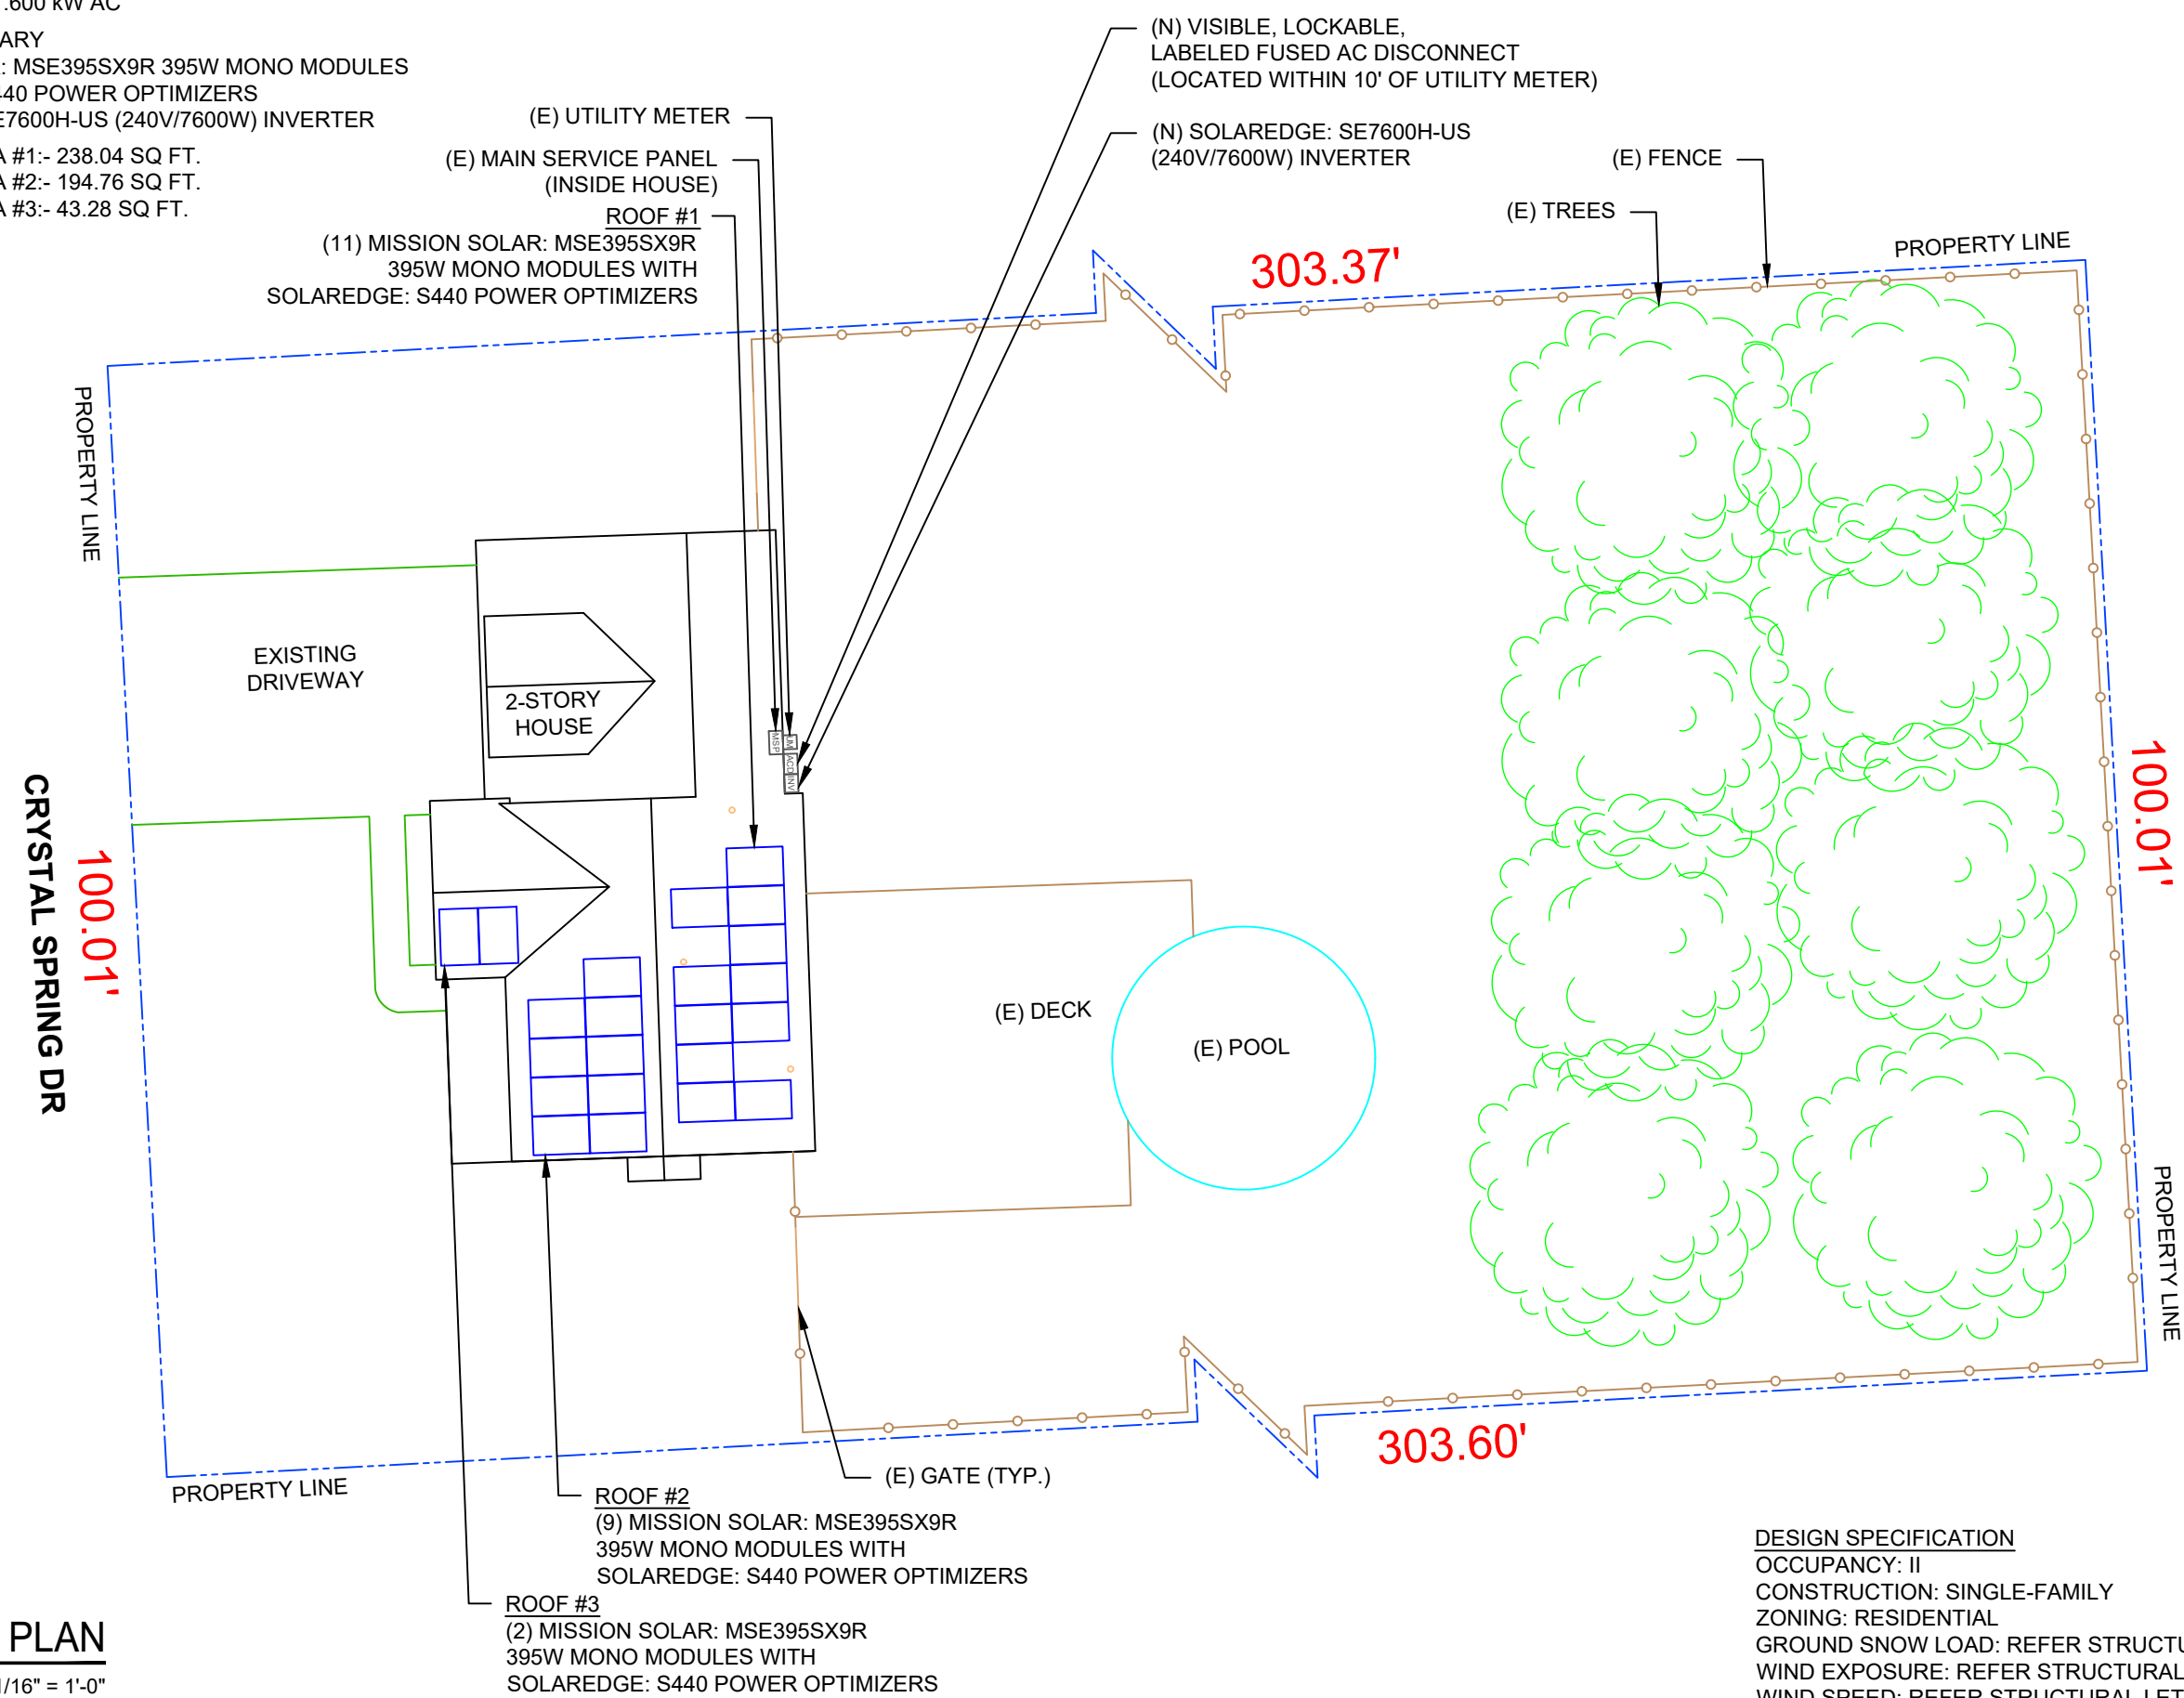 .600 kW AC
ARY
: MSE395SX9R 395W MONO MODULES
440 POWER OPTIMIZERS
E7600H-US (240V/7600W) INVERTER
A #1:- 238.04 SQ FT.
A #2:- 194.76 SQ FT.
A #3:- 43.28 SQ FT.
(E) UTILITY METER
(E) MAIN SERVICE PANEL
(INSIDE HOUSE)
ROOF #1
(11) MISSION SOLAR: MSE395SX9R
395W MONO MODULES WITH
SOLAREDGE: S440 POWER OPTIMIZERS
(N) VISIBLE, LOCKABLE,
LABELED FUSED AC DISCONNECT
(LOCATED WITHIN 10' OF UTILITY METER)
(N) SOLAREDGE: SE7600H-US
(240V/7600W) INVERTER
(E) FENCE
(E) TREES
PROPERTY LINE
303.37'
PROPERTY LINE
EXISTING
DRIVEWAY
2-STORY
HOUSE
MSP
UM
ACD
INV
CRYSTAL SPRING DR
100.01'
100.01'
(E) DECK
(E) POOL
PROPERTY LINE
303.60'
PROPERTY LINE
(E) GATE (TYP.)
ROOF #2
(9) MISSION SOLAR: MSE395SX9R
395W MONO MODULES WITH
SOLAREDGE: S440 POWER OPTIMIZERS
ROOF #3
(2) MISSION SOLAR: MSE395SX9R
395W MONO MODULES WITH
SOLAREDGE: S440 POWER OPTIMIZERS
PLAN
1/16" = 1'-0"
DESIGN SPECIFICATION
OCCUPANCY: II
CONSTRUCTION: SINGLE-FAMILY
ZONING: RESIDENTIAL
GROUND SNOW LOAD: REFER STRUCTU
WIND EXPOSURE: REFER STRUCTURAL
WIND SPEED: REFER STRUCTURAL LET